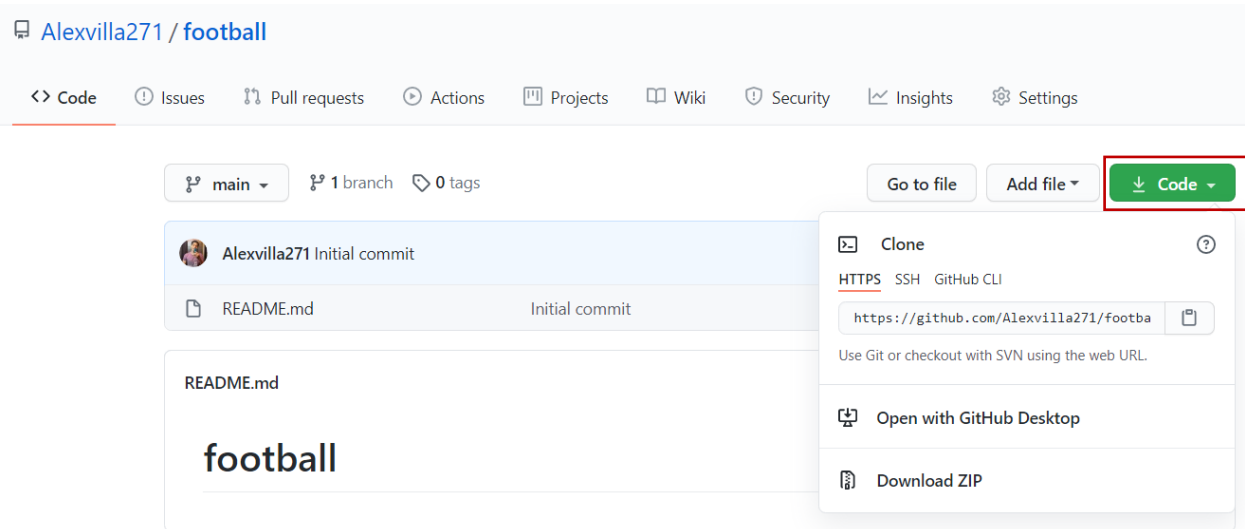 Alexvilla271 / football
Code Issues Pull requests Actions Projects Wiki Security Insights Settings
main 1 branch 0 tags Go to file Add file Code
Alexvilla271 Initial commit
README.md Initial commit
README.md
football
Clone
HTTPS SSH GitHub CLI
https://github.com/Alexvilla271/footba
Use Git or checkout with SVN using the web URL.
Open with GitHub Desktop
Download ZIP